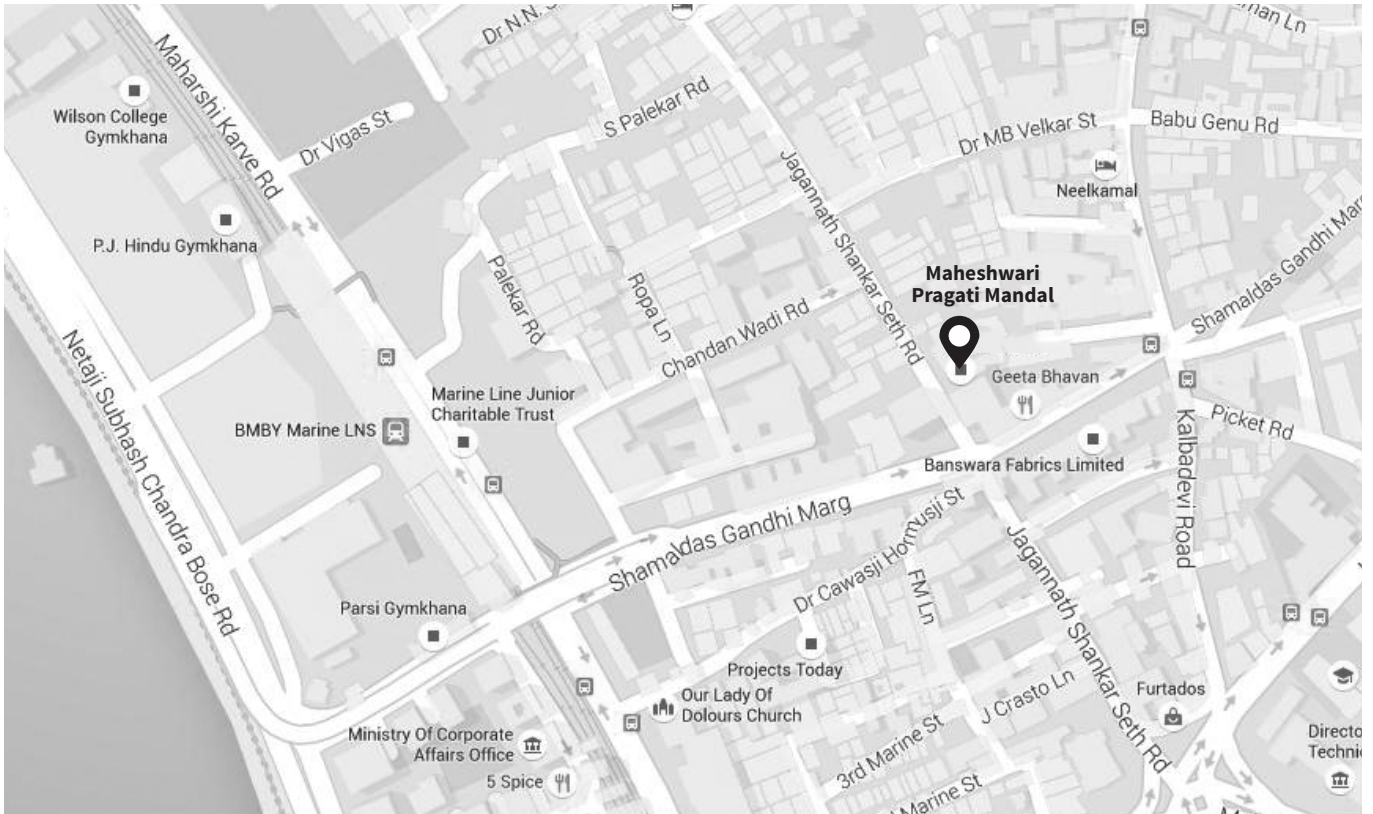 Dr N.N.
man Ln
Maharshi Karve Rd
Wilson College
Gymkhana
Dr Vigas St
S Palekar Rd
Dr MB Velkar St
Babu Genu Rd
Jagannath Shankar Seth Rd
Neelkamal
P.J. Hindu Gymkhana
Palekar Rd
Ropa Ln
Chandan Wadi Rd
Maheshwari
Pragati Mandal
Shamaldas Gandhi Marg
Netaji Subhash Chandra Bose Rd
Marine Line Junior
Charitable Trust
BMBY Marine LNS
Geeta Bhavan
Picket Rd
Kalbadevi Road
Banswara Fabrics Limited
Shamaldas Gandhi Marg
Dr Cawasji Hormusji St
FM Ln
Jagannath Shankar Seth Rd
Parsi Gymkhana
Projects Today
Our Lady Of
Dolours Church
J Crasto Ln
Furtados
3rd Marine St
Ministry Of Corporate
Affairs Office
5 Spice
Marine St
Directo
Technic